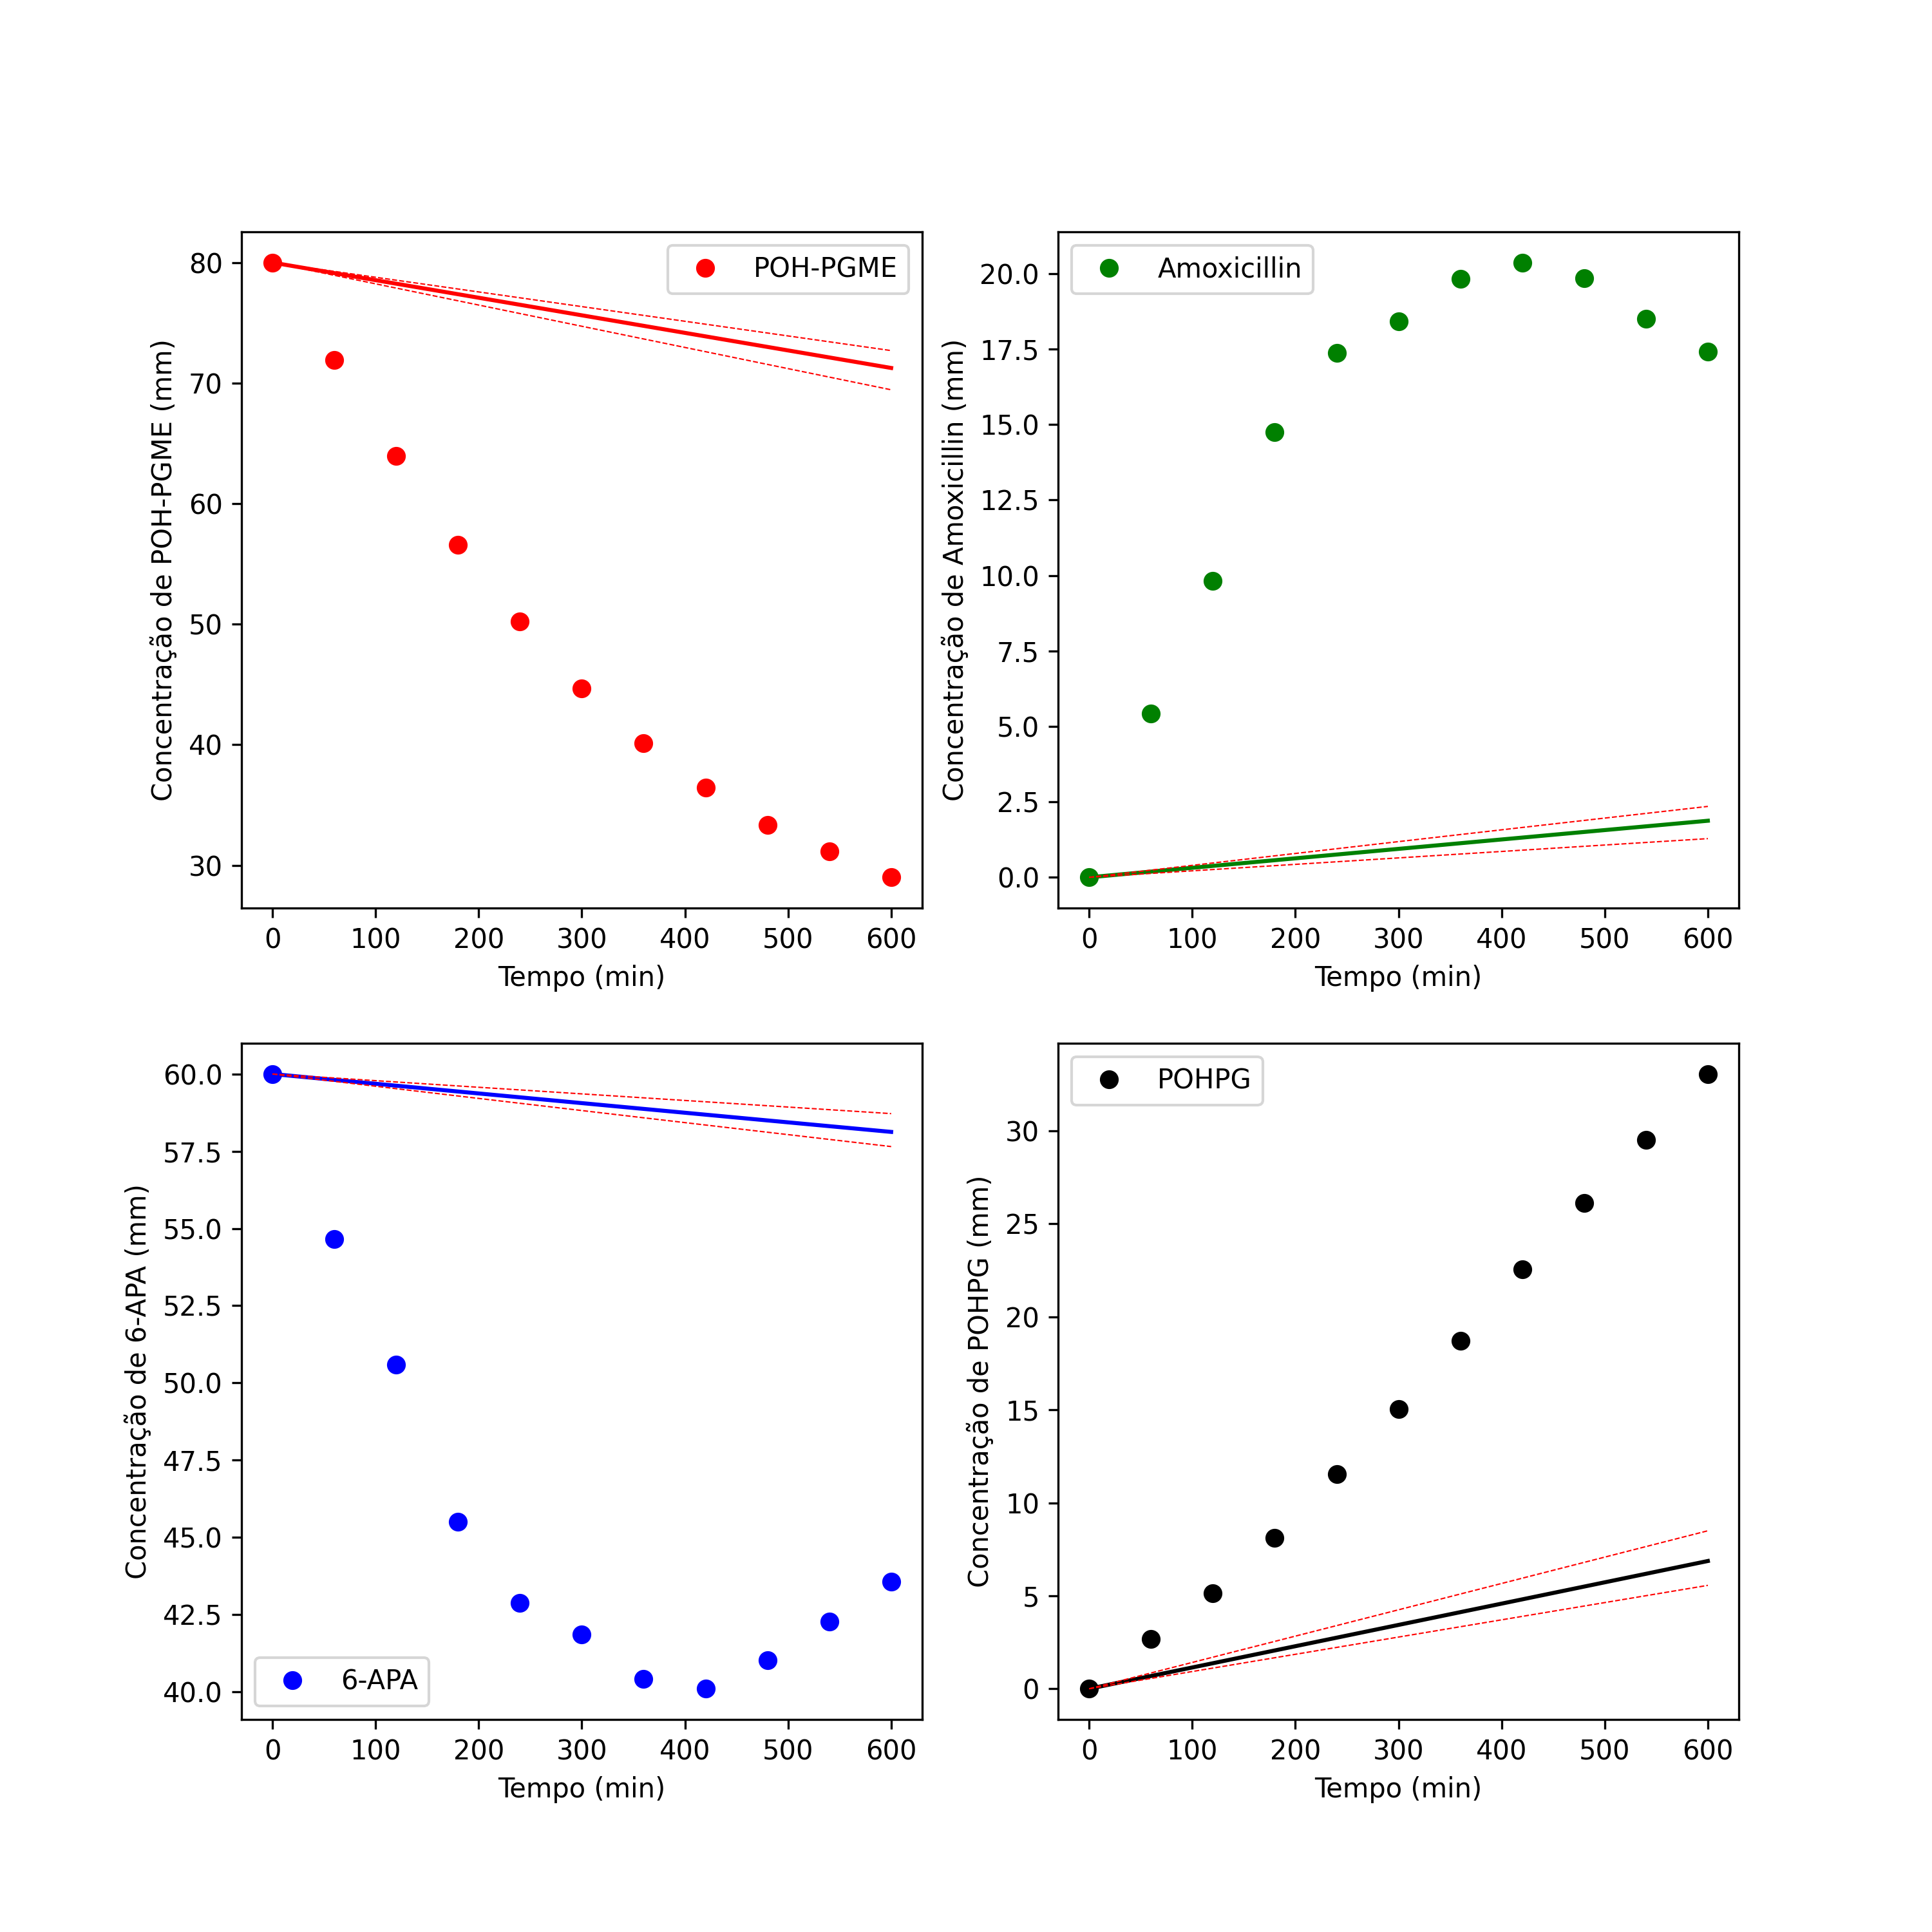 POH-PGME
Concentração de POH-PGME (mm)
80
70
60
50
40
30
0 100 200 300 400 500 600
Tempo (min)
Amoxicillin
Concentração de Amoxicillin (mm)
20.0
17.5
15.0
12.5
10.0
7.5
5.0
2.5
0.0
0 100 200 300 400 500 600
Tempo (min)
6-APA
Concentração de 6-APA (mm)
60.0
57.5
55.0
52.5
50.0
47.5
45.0
42.5
40.0
0 100 200 300 400 500 600
Tempo (min)
POHPG
Concentração de POHPG (mm)
30
25
20
15
10
5
0
0 100 200 300 400 500 600
Tempo (min)